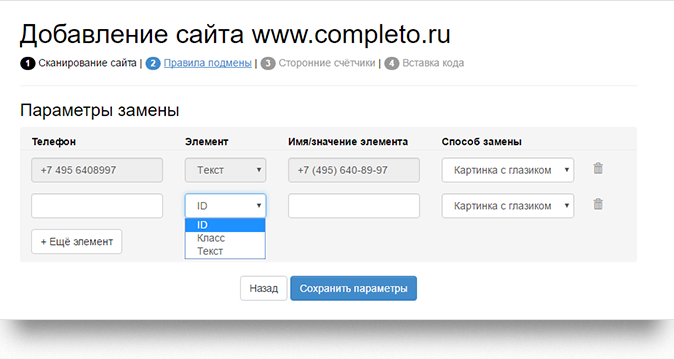 Добавление сайта www.completo.ru
1 Сканирование сайта | 2 Правила подмены | 3 Сторонние счётчики | 4 Вставка кода
Параметры замены
Телефон Элемент Имя/значение элемента Способ замены
+7 495 6408997 Текст +7 (495) 640-89-97 Картинка с глазиком
ID Картинка с глазиком
ID
Класс
Текст
+ Ещё элемент
Назад Сохранить параметры